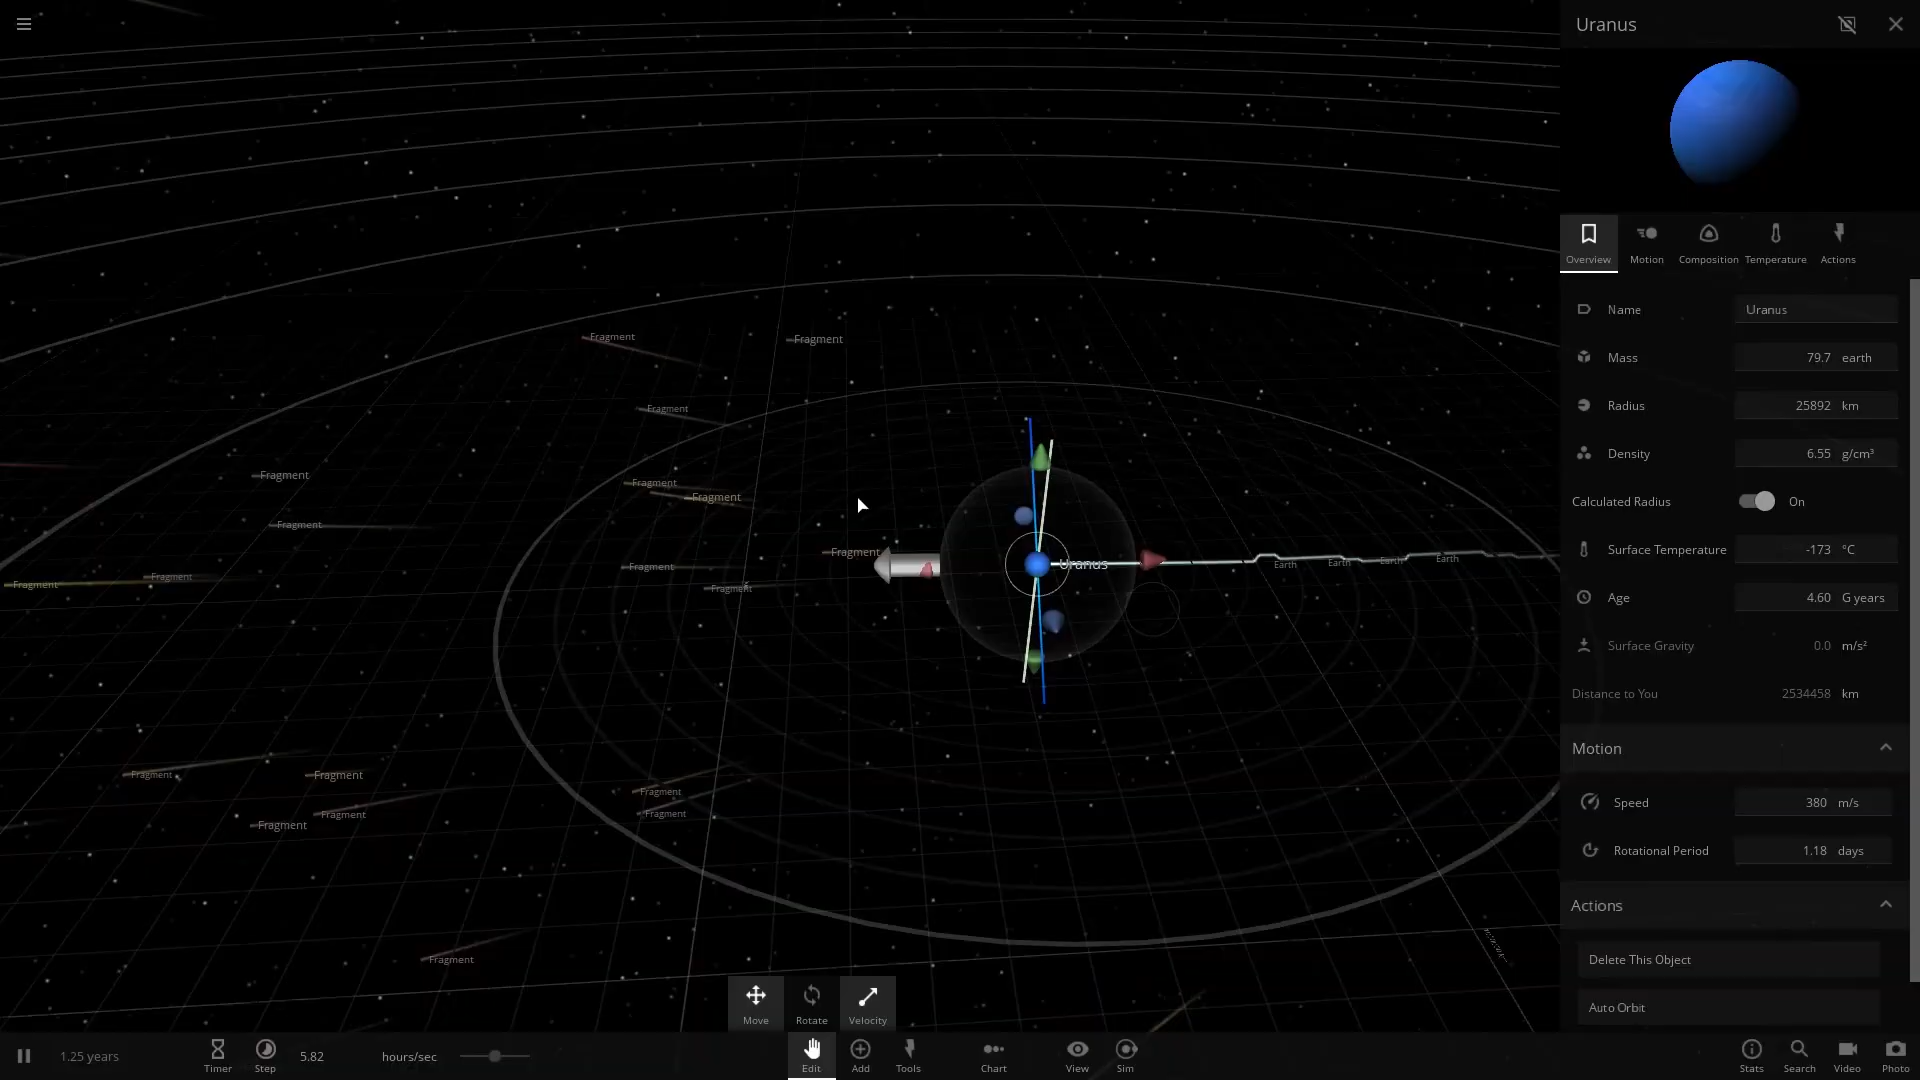 Uranus
Overview
Motion
Composition
Temperature
Actions
Name
Uranus
Mass
79.7 earth
Radius
25892 km
Density
6.55 g/cm³
Calculated Radius
On
Surface Temperature
-173 °C
Age
4.60 G years
Surface Gravity
0.0 m/s²
Distance to You
2534458 km
Motion
Speed
380 m/s
Rotational Period
1.18 days
Actions
Delete This Object
Auto Orbit
Fragment
Fragment
Fragment
Fragment
Fragment
Fragment
Fragment
Fragment
Fragment
Fragment
Fragment
Fragment
Fragment
Uranus
Earth
Earth
Earth
Earth
Fragment
Fragment
Fragment
Fragment
Fragment
Fragment
Fragment
Move
Rotate
Velocity
1.25 years
Timer
Step
5.82
hours/sec
Edit
Add
Tools
Chart
View
Sim
Stats
Search
Video
Photo